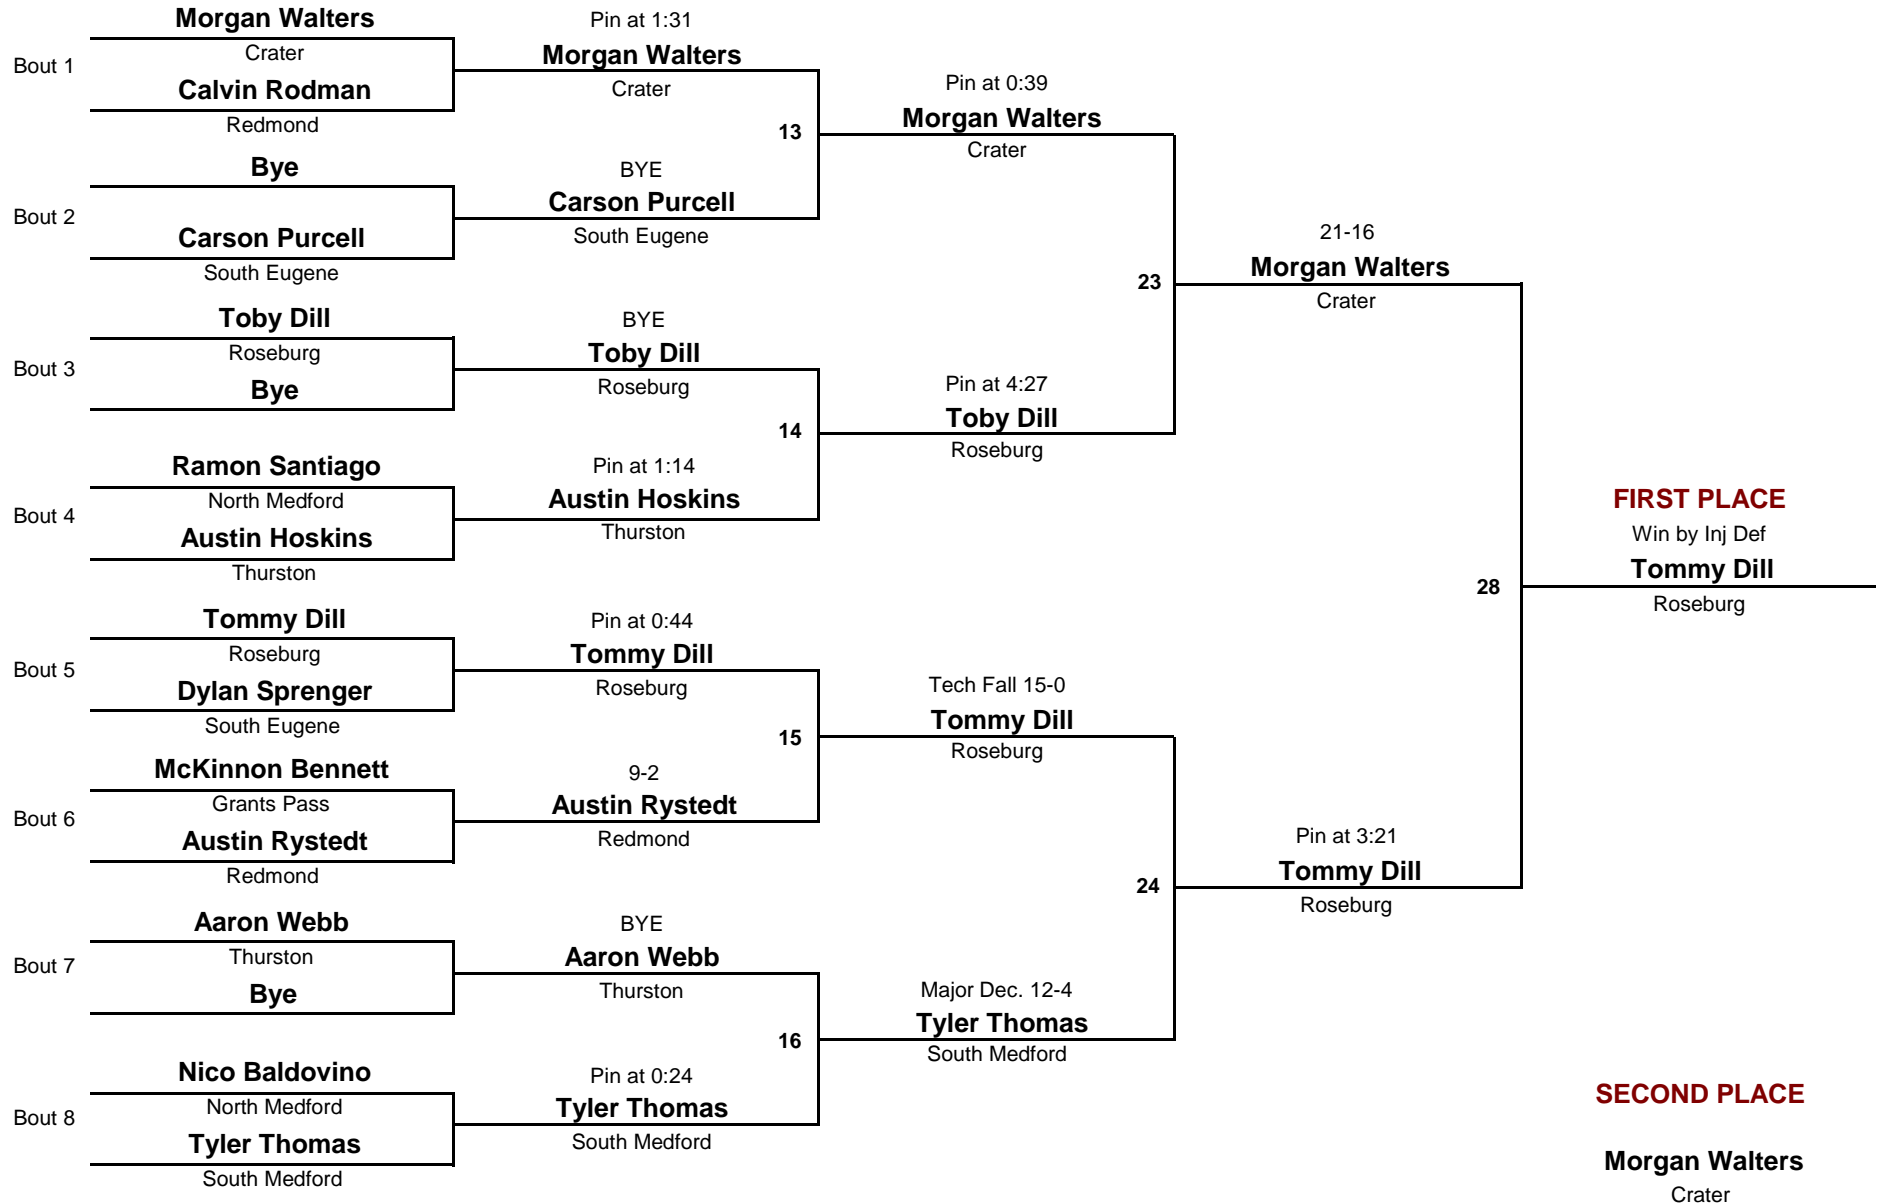 Morgan Walters
Crater
Bout 1
Calvin Rodman
Redmond
Bye
Bout 2
Carson Purcell
South Eugene
Toby Dill
Roseburg
Bout 3
Bye
Ramon Santiago
North Medford
Bout 4
Austin Hoskins
Thurston
Tommy Dill
Roseburg
Bout 5
Dylan Sprenger
South Eugene
McKinnon Bennett
Grants Pass
Bout 6
Austin Rystedt
Redmond
Aaron Webb
Thurston
Bout 7
Bye
Nico Baldovino
North Medford
Bout 8
Tyler Thomas
South Medford
Pin at 1:31
Morgan Walters
Crater
13
BYE
Carson Purcell
South Eugene
BYE
Toby Dill
Roseburg
14
Pin at 1:14
Austin Hoskins
Thurston
Pin at 0:44
Tommy Dill
Roseburg
15
9-2
Austin Rystedt
Redmond
BYE
Aaron Webb
Thurston
16
Pin at 0:24
Tyler Thomas
South Medford
Pin at 0:39
Morgan Walters
Crater
23
Pin at 4:27
Toby Dill
Roseburg
Tech Fall 15-0
Tommy Dill
Roseburg
24
Major Dec. 12-4
Tyler Thomas
South Medford
21-16
Morgan Walters
Crater
28
Pin at 3:21
Tommy Dill
Roseburg
FIRST PLACE
Win by Inj Def
Tommy Dill
Roseburg
SECOND PLACE
Morgan Walters
Crater